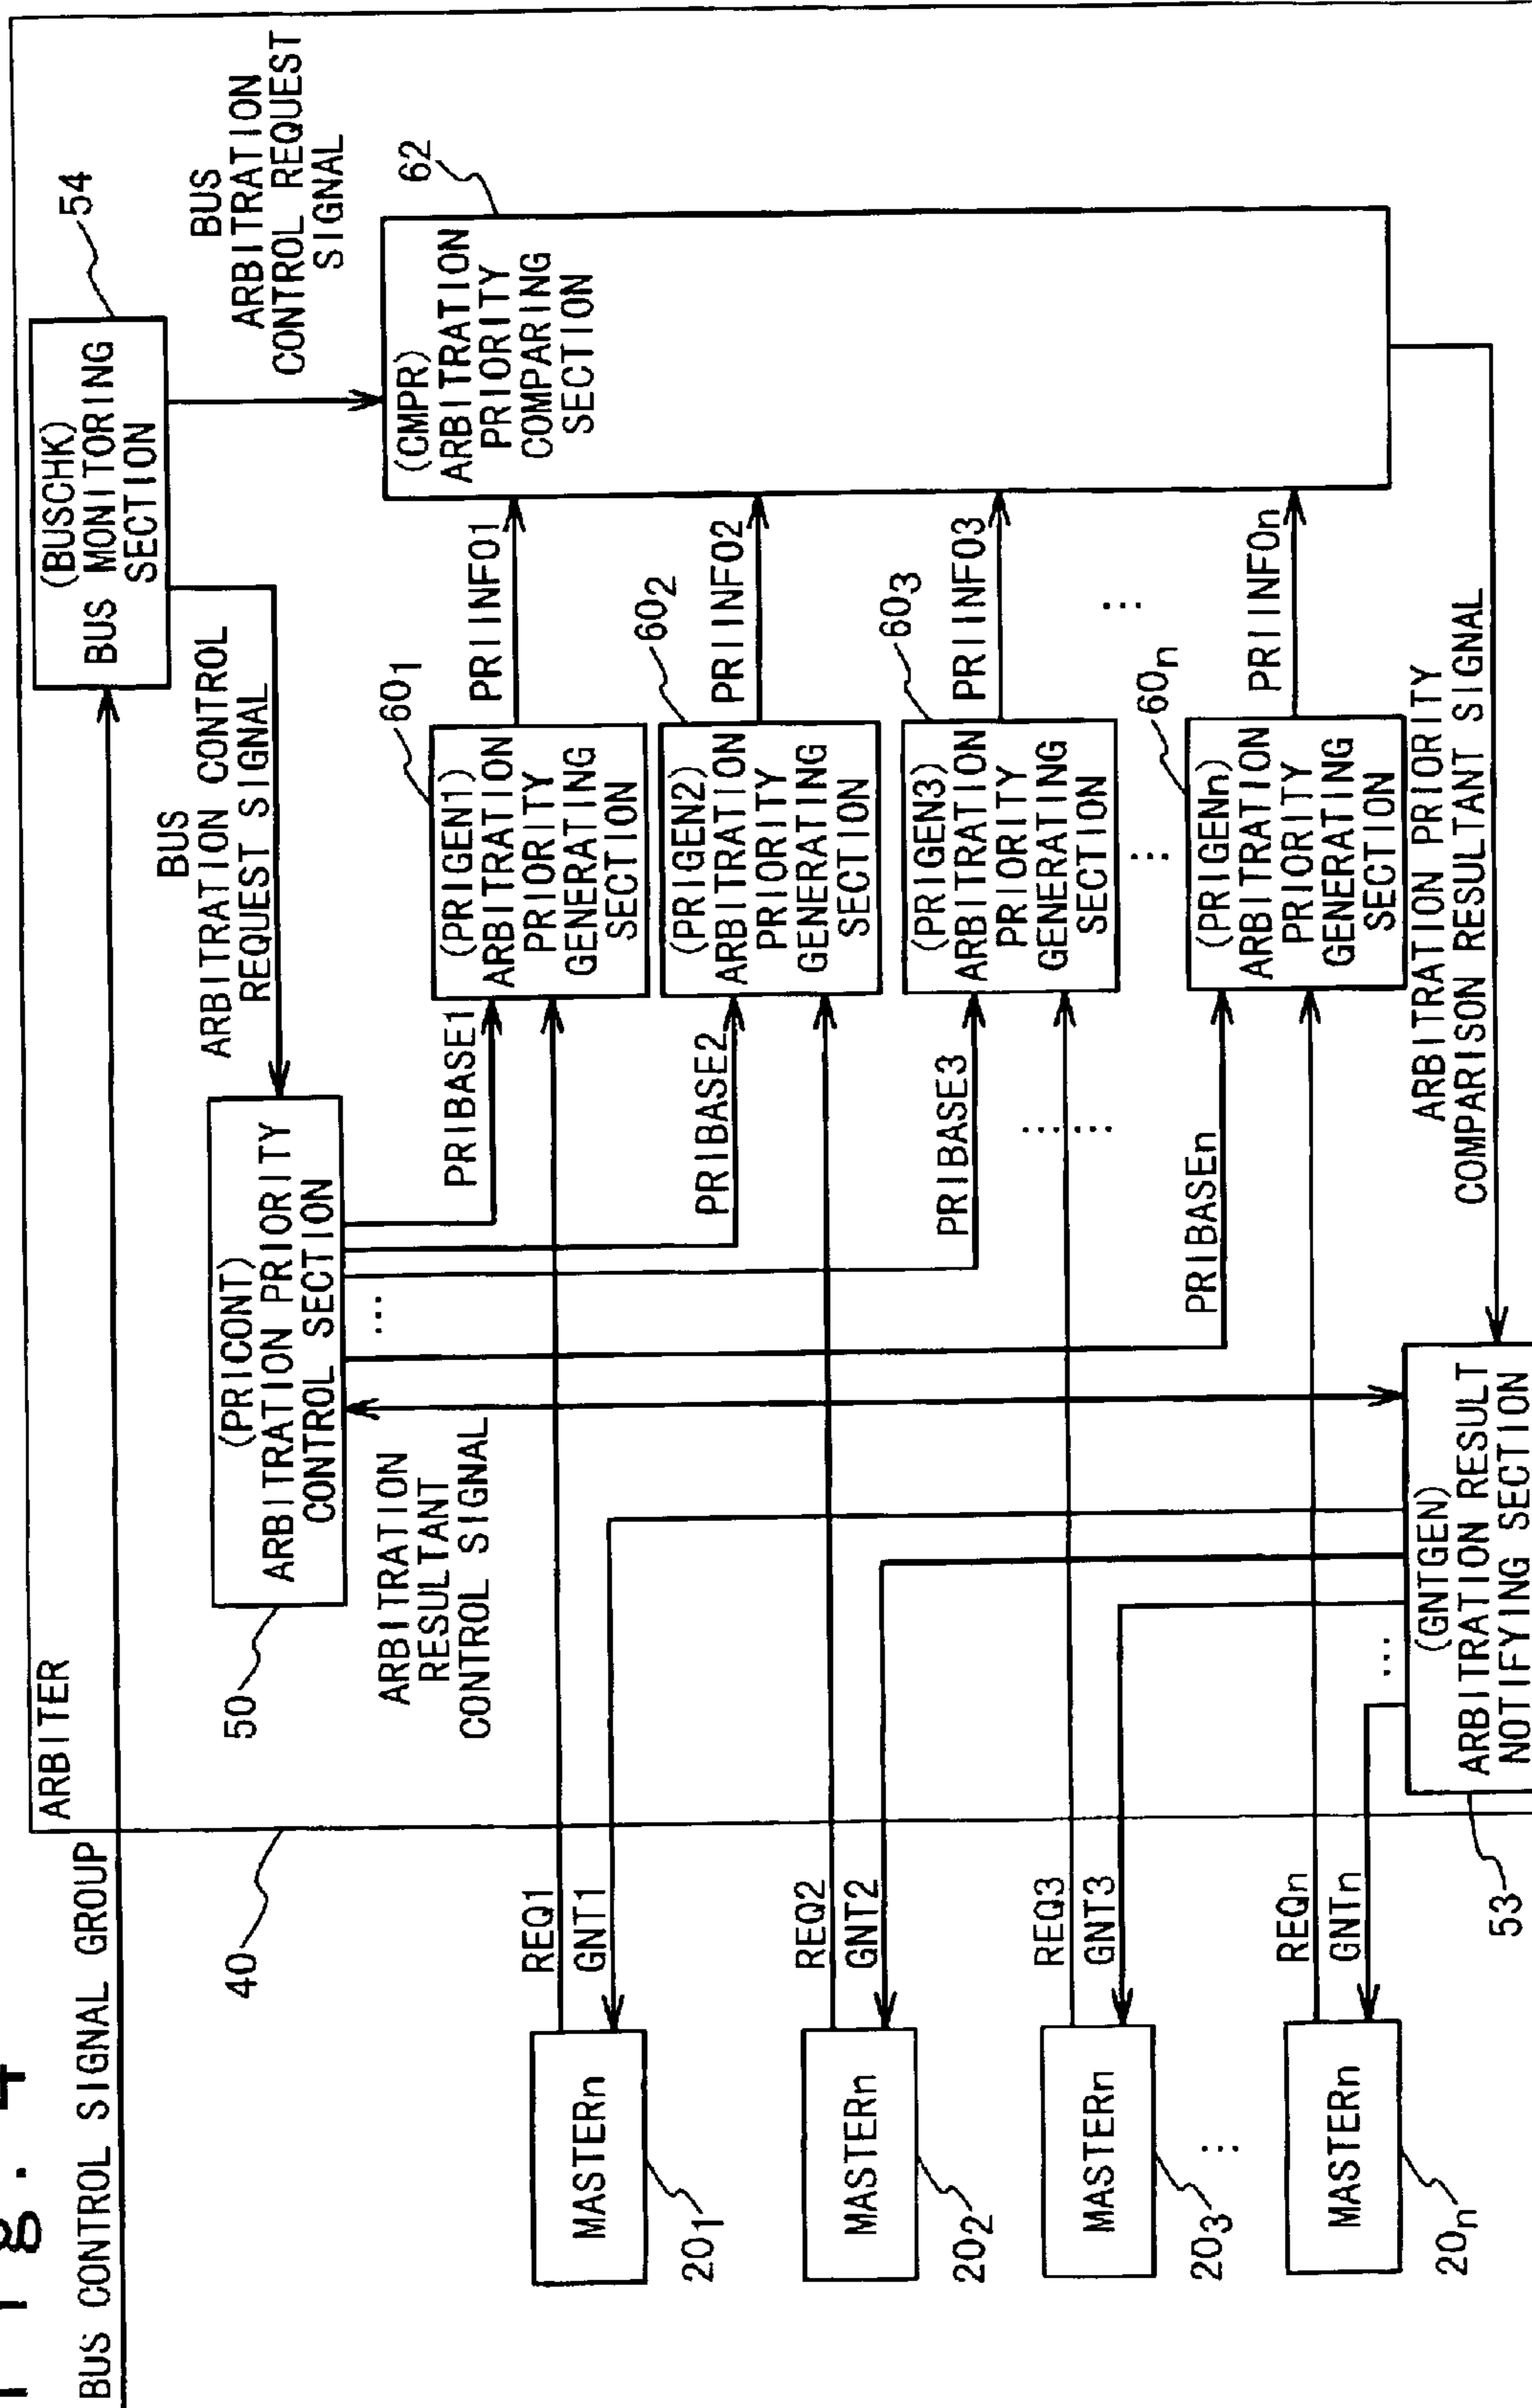 Fig. 4
BUS CONTROL SIGNAL GROUP
ARBITER
40
(BUSCHK)
BUS MONITORING
SECTION
54
BUS
ARBITRATION CONTROL
REQUEST SIGNAL
BUS
ARBITRATION
CONTROL REQUEST
SIGNAL
50
(PRICONT)
ARBITRATION PRIORITY
CONTROL SECTION
...
ARBITRATION
RESULTANT
CONTROL SIGNAL
(CMPR)
ARBITRATION
PRIORITY
COMPARING
SECTION
62
PRIBASE1
(PRIGEN1)
ARBITRATION
PRIORITY
GENERATING
SECTION
601
PRIINFO1
PRIBASE2
(PRIGEN2)
ARBITRATION
PRIORITY
GENERATING
SECTION
602
PRIINFO2
PRIBASE3
(PRIGEN3)
ARBITRATION
PRIORITY
GENERATING
SECTION
603
PRIINFO3
......
...
...
PRIBASEn
(PRIGENn)
ARBITRATION
PRIORITY
GENERATING
SECTION
60n
PRIINFOn
MASTERn
201
REQ1
GNT1
MASTERn
202
REQ2
GNT2
MASTERn
203
REQ3
GNT3
...
MASTERn
20n
REQn
GNTn
...
(GNTGEN)
ARBITRATION RESULT
NOTIFYING SECTION
53
ARBITRATION PRIORITY
COMPARISON RESULTANT SIGNAL